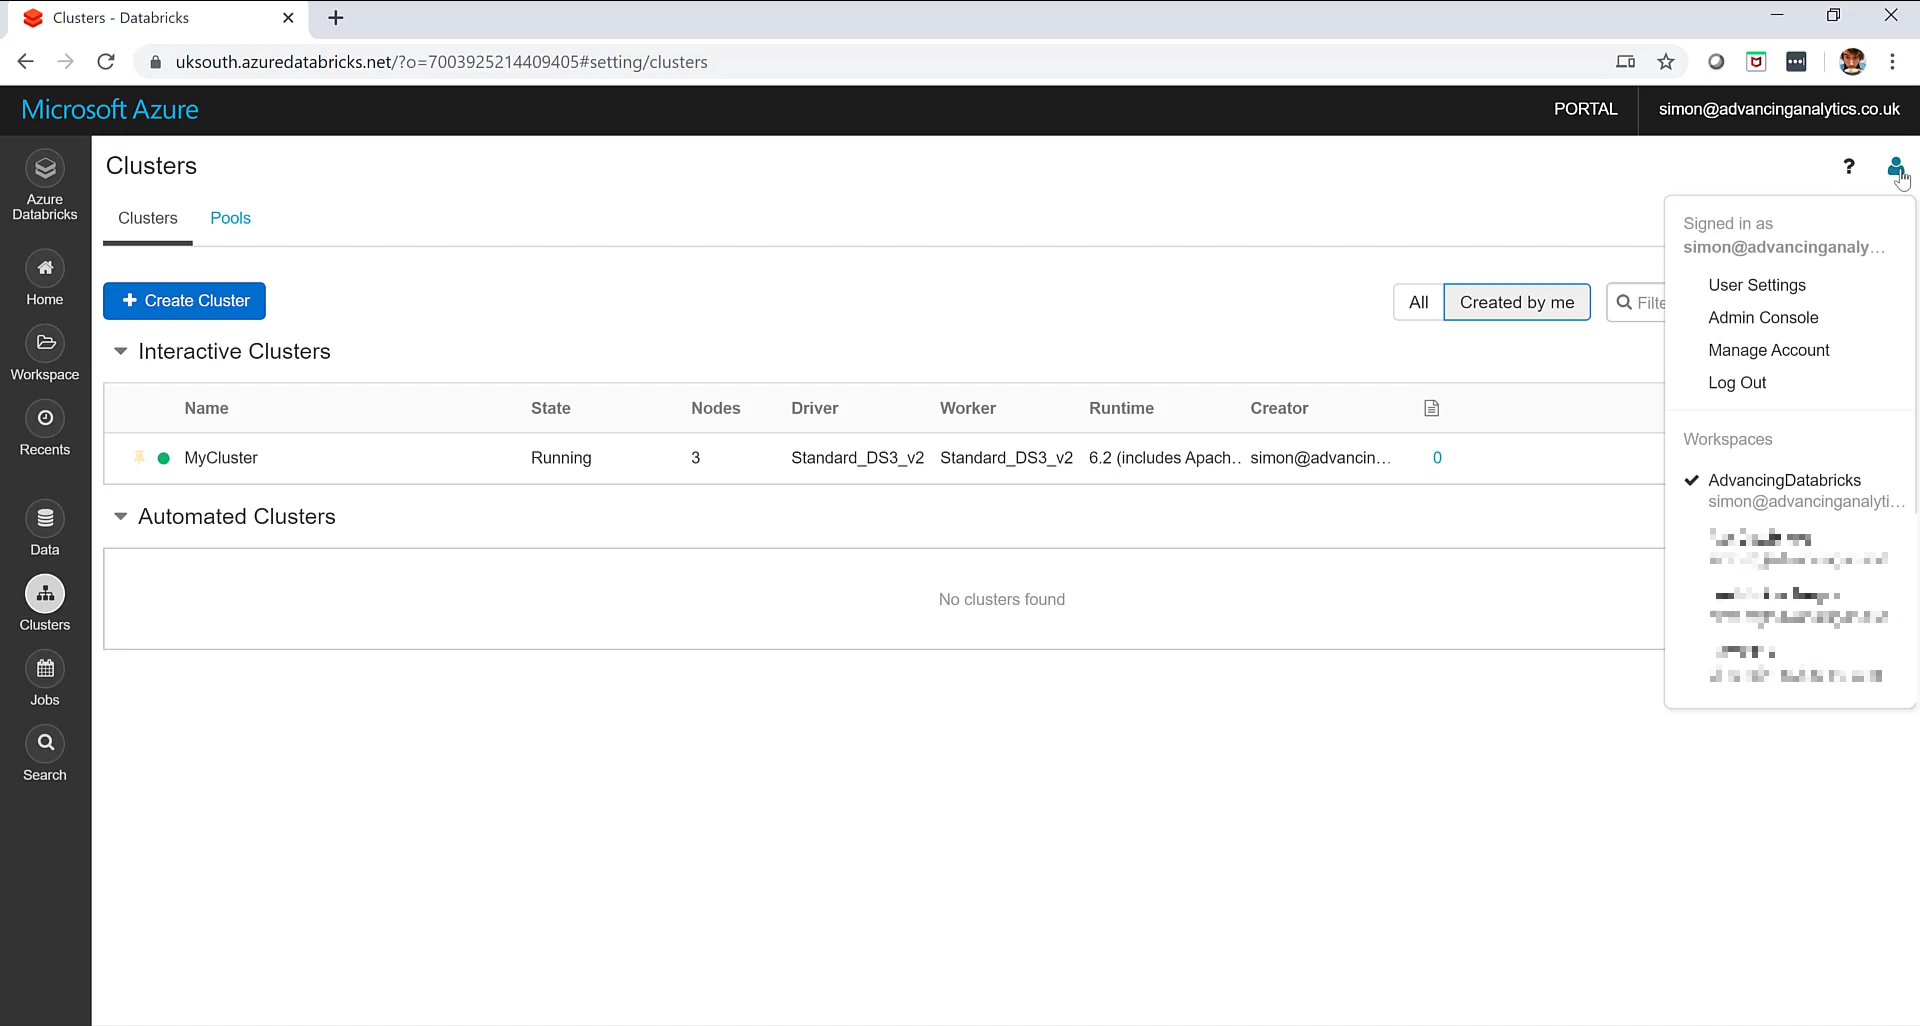 Clusters - Databricks
uksouth.azuredatabricks.net/?o=7003925214409405#setting/clusters
Microsoft Azure
PORTAL
simon@advancinganalytics.co.uk
Azure
Databricks
Home
Workspace
Recents
Data
Clusters
Jobs
Search
Clusters
?
Clusters
Pools
+ Create Cluster
All
Created by me
Filte
Interactive Clusters
Name State Nodes Driver Worker Runtime Creator
MyCluster Running 3 Standard_DS3_v2 Standard_DS3_v2 6.2 (includes Apach... simon@advancin... 0
Automated Clusters
No clusters found
Signed in as
simon@advancinganaly...
User Settings
Admin Console
Manage Account
Log Out
Workspaces
AdvancingDatabricks
simon@advancinganalyti...